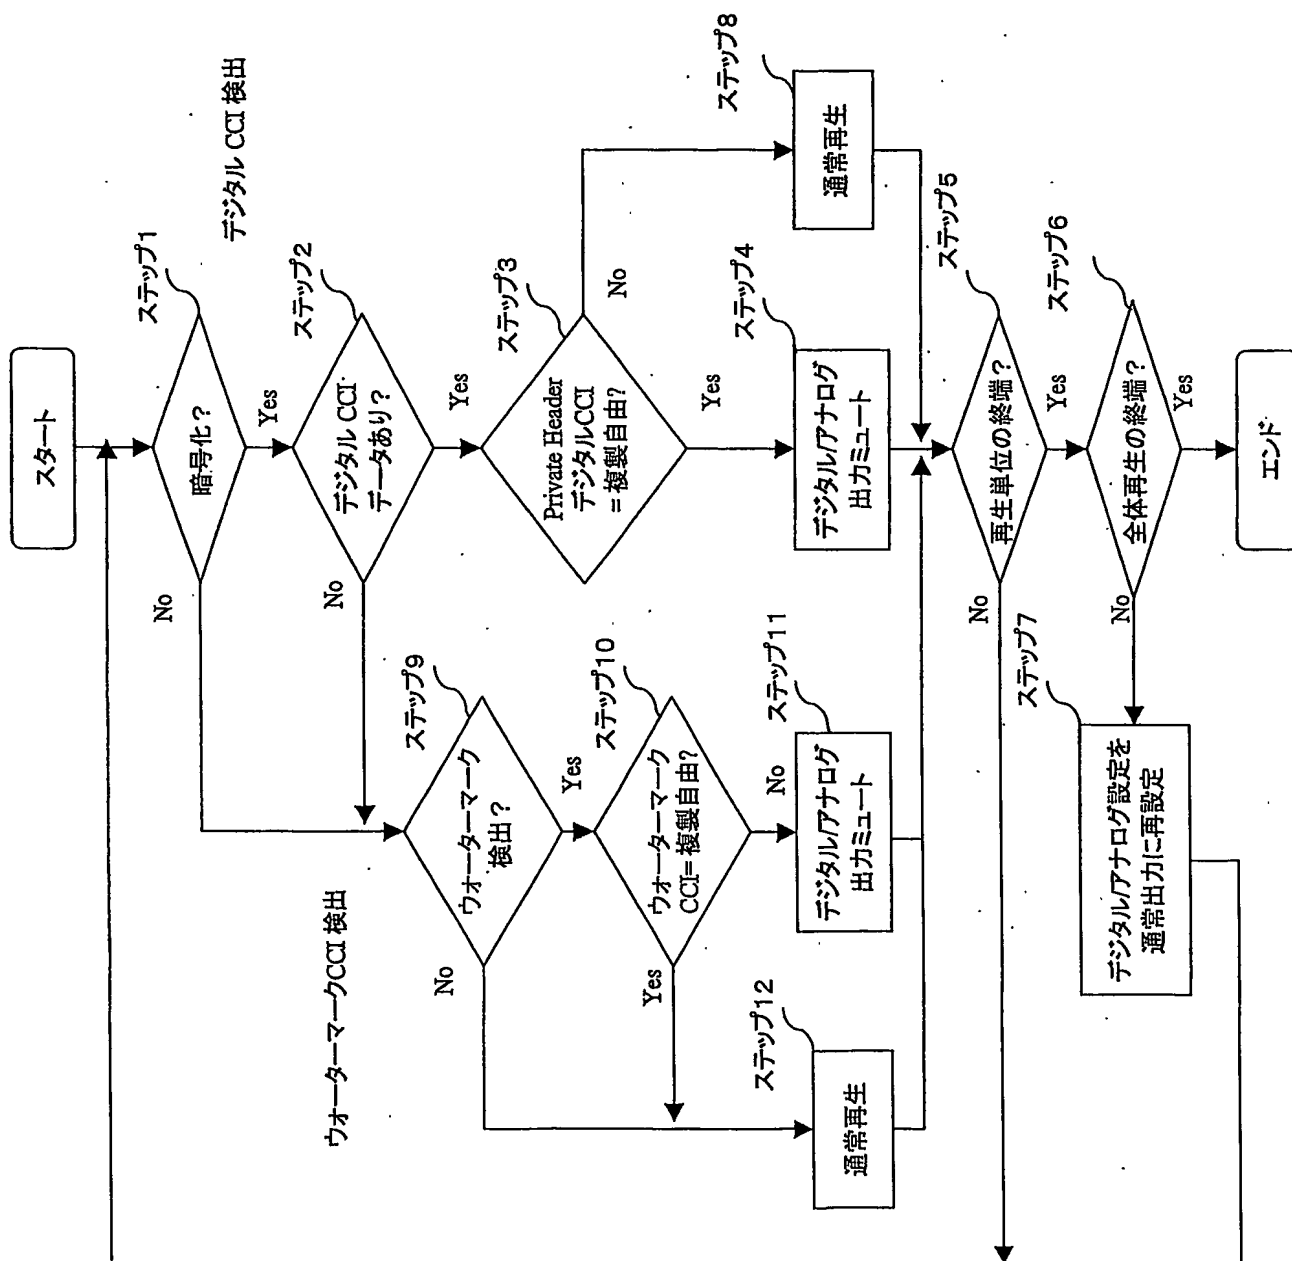 スタート
デジタル CCI 検出
ステップ1
暗号化？
No
Yes
ステップ2
デジタル CCI
データあり？
No
Yes
ステップ3
Private Header
デジタルCCI
＝複製自由?
No
Yes
ステップ8
通常再生
ステップ4
デジタル/アナログ
出力ミュート
ウォーターマークCCI 検出
ステップ9
ウォーターマーク
検出？
No
Yes
ステップ10
ウォーターマーク
CCI＝複製自由?
Yes
No
ステップ11
デジタル/アナログ
出力ミュート
ステップ12
通常再生
ステップ5
再生単位の終端？
No
Yes
ステップ6
全体再生の終端？
No
Yes
ステップ7
デジタル/アナログ設定を
通常出力に再設定
エンド